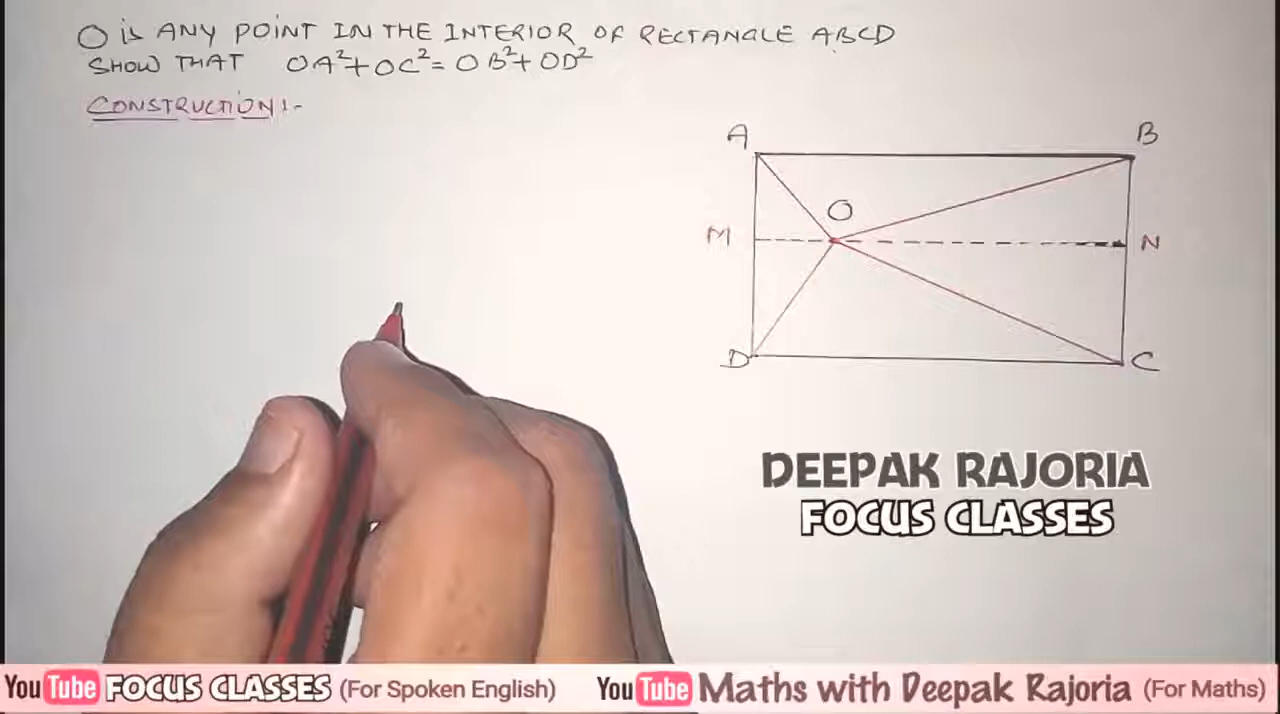 O is ANY POINT IN THE INTERIOR OF RECTANGLE ABCD
SHOW THAT OA²+OC²=OB²+OD²
CONSTRUCTION:-
A
B
O
M
N
D
C
DEEPAK RAJORIA
FOCUS CLASSES
YouTube FOCUS CLASSES (For Spoken English) YouTube Maths with Deepak Rajoria (For Maths)